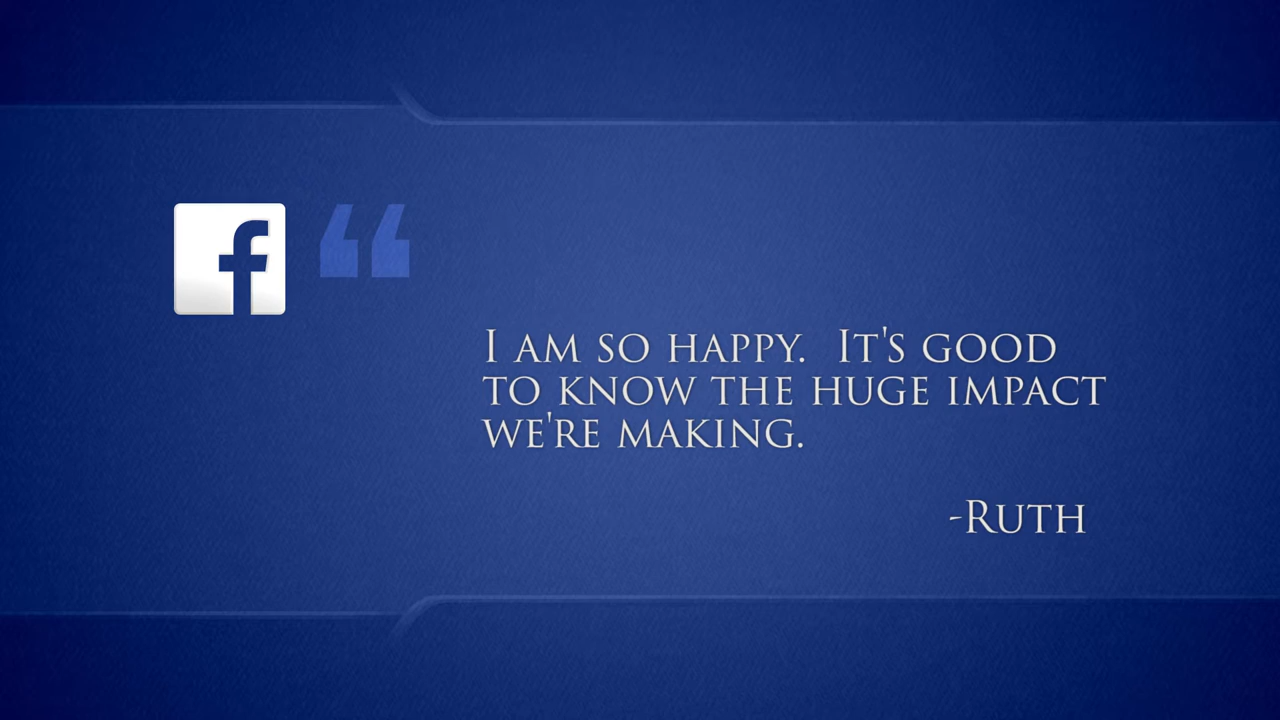 f
“
I am so happy.  It's good
to know the huge impact
we're making.
-Ruth